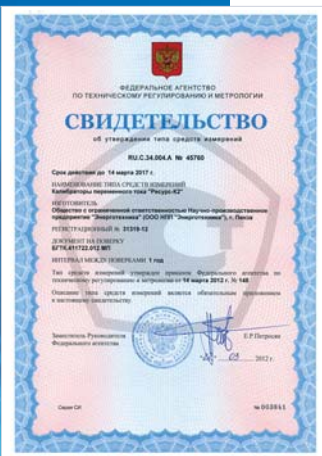 ФЕДЕРАЛЬНОЕ АГЕНТСТВО
ПО ТЕХНИЧЕСКОМУ РЕГУЛИРОВАНИЮ И МЕТРОЛОГИИ
СВИДЕТЕЛЬСТВО
об утверждении типа средств измерений
RU.C.34.004.A № 45760
Срок действия до 14 марта 2017 г.
НАИМЕНОВАНИЕ ТИПА СРЕДСТВ ИЗМЕРЕНИЙ
Калибраторы переменного тока "Ресурс-К2"
ИЗГОТОВИТЕЛЬ
Общество с ограниченной ответственностью Научно-производственное
предприятие "Энерготехника" (ООО НПП "Энерготехника"), г. Пенза
РЕГИСТРАЦИОННЫЙ № 31319-12
ДОКУМЕНТ НА ПОВЕРКУ
БГТК.411722.012 МП
ИНТЕРВАЛ МЕЖДУ ПОВЕРКАМИ 1 год
Тип средств измерений утвержден приказом Федерального агентства по
техническому регулированию и метрологии от 14 марта 2012 г. № 148
Описание типа средств измерений является обязательным приложением
к настоящему свидетельству.
Заместитель Руководителя
Федерального агентства
Е.Р.Петросян
03 2012 г.
Серия СИ
№ 003841